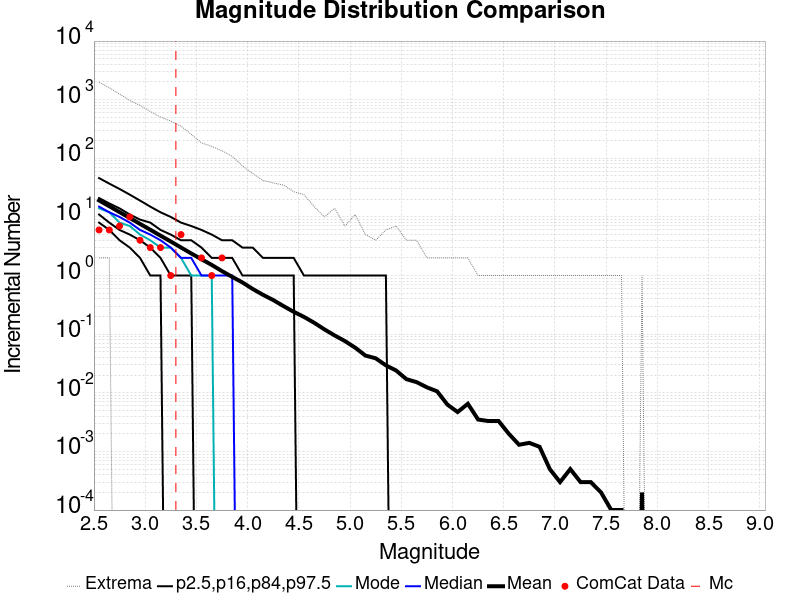 Magnitude Distribution Comparison
10^4
10^3
10^2
10^1
10^0
10^-1
10^-2
10^-3
10^-4
Incremental Number
2.5 3.0 3.5 4.0 4.5 5.0 5.5 6.0 6.5 7.0 7.5 8.0 8.5 9.0
Magnitude
Extrema p2.5,p16,p84,p97.5 Mode Median Mean ComCat Data Mc